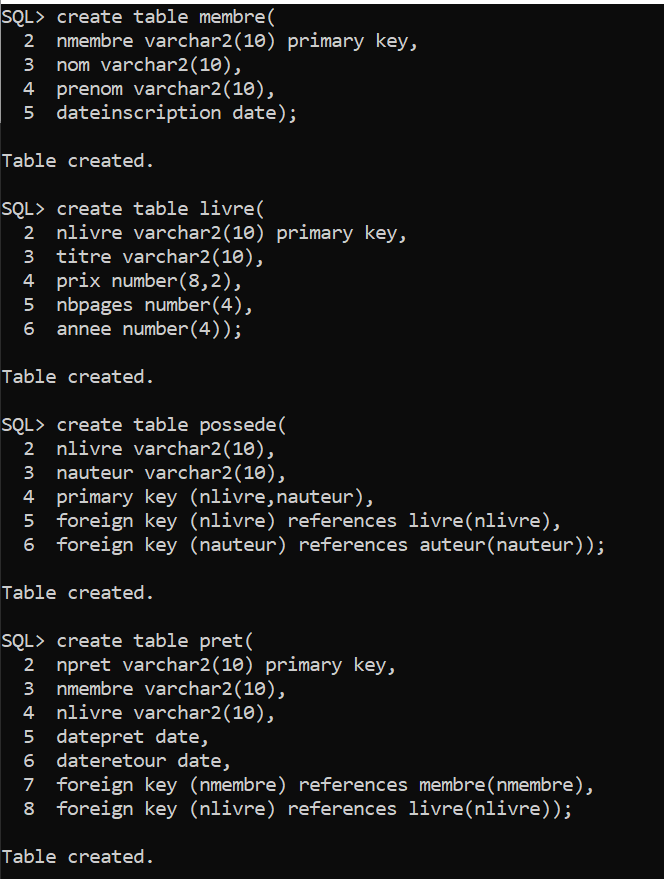 SQL> create table membre(
  2  nmembre varchar2(10) primary key,
  3  nom varchar2(10),
  4  prenom varchar2(10),
  5  dateinscription date);

Table created.

SQL> create table livre(
  2  nlivre varchar2(10) primary key,
  3  titre varchar2(10),
  4  prix number(8,2),
  5  nbpages number(4),
  6  annee number(4));

Table created.

SQL> create table possede(
  2  nlivre varchar2(10),
  3  nauteur varchar2(10),
  4  primary key (nlivre,nauteur),
  5  foreign key (nlivre) references livre(nlivre),
  6  foreign key (nauteur) references auteur(nauteur));

Table created.

SQL> create table pret(
  2  npret varchar2(10) primary key,
  3  nmembre varchar2(10),
  4  nlivre varchar2(10),
  5  datepret date,
  6  dateretour date,
  7  foreign key (nmembre) references membre(nmembre),
  8  foreign key (nlivre) references livre(nlivre));

Table created.